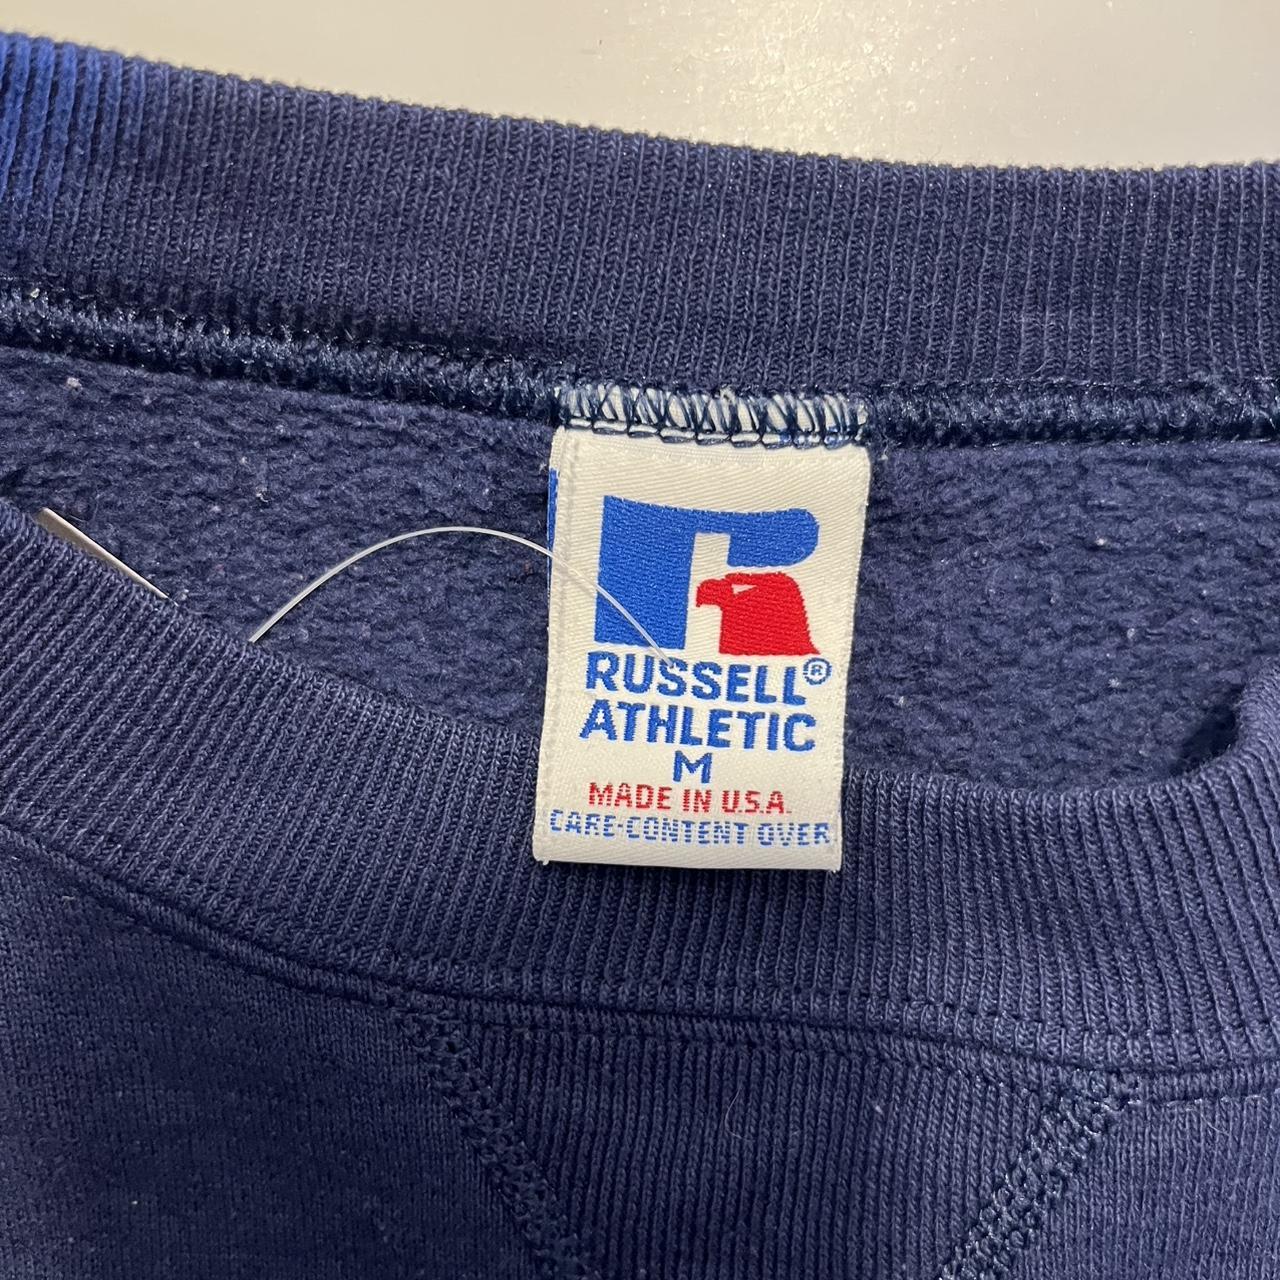 RUSSELL®
ATHLETIC
M
MADE IN U.S.A.
CARE-CONTENT OVER